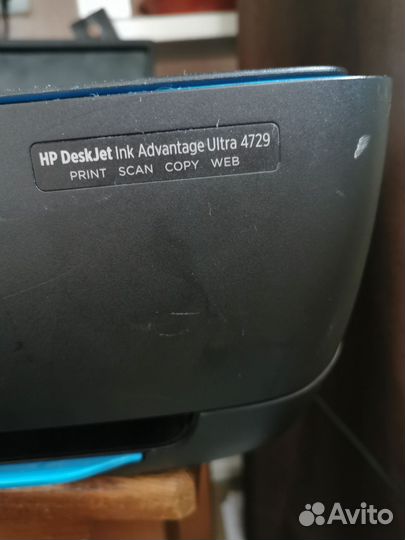 HP DeskJet Ink Advantage Ultra 4729
PRINT SCAN COPY WEB
Avito